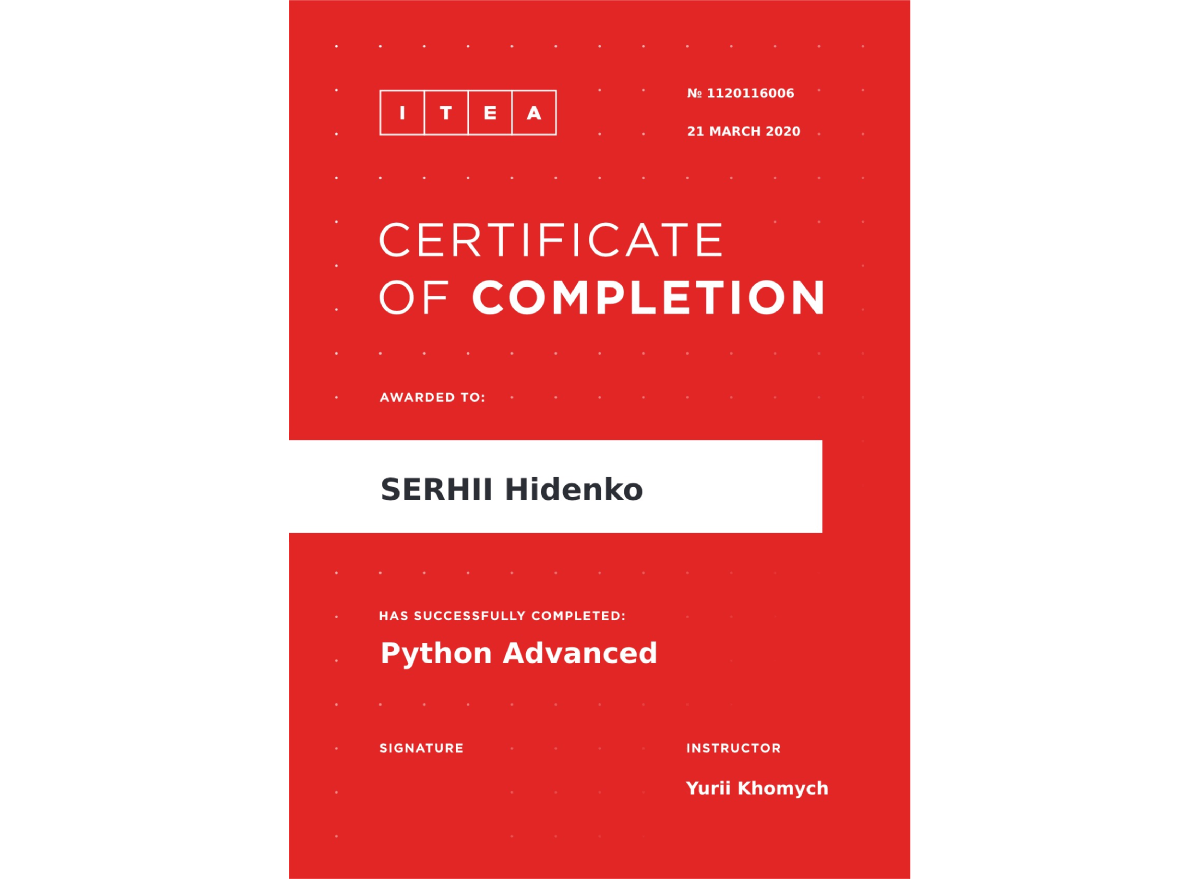 ITEA
№ 1120116006
21 MARCH 2020
CERTIFICATE
OF COMPLETION
AWARDED TO:
SERHII Hidenko
HAS SUCCESSFULLY COMPLETED:
Python Advanced
SIGNATURE
INSTRUCTOR
Yurii Khomych